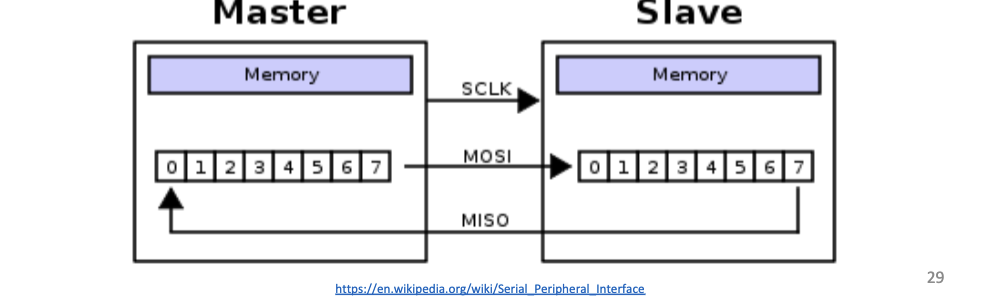 Master Slave
Memory Memory
SCLK
0 1 2 3 4 5 6 7 MOSI 0 1 2 3 4 5 6 7
MISO
29
https://en.wikipedia.org/wiki/Serial_Peripheral_Interface